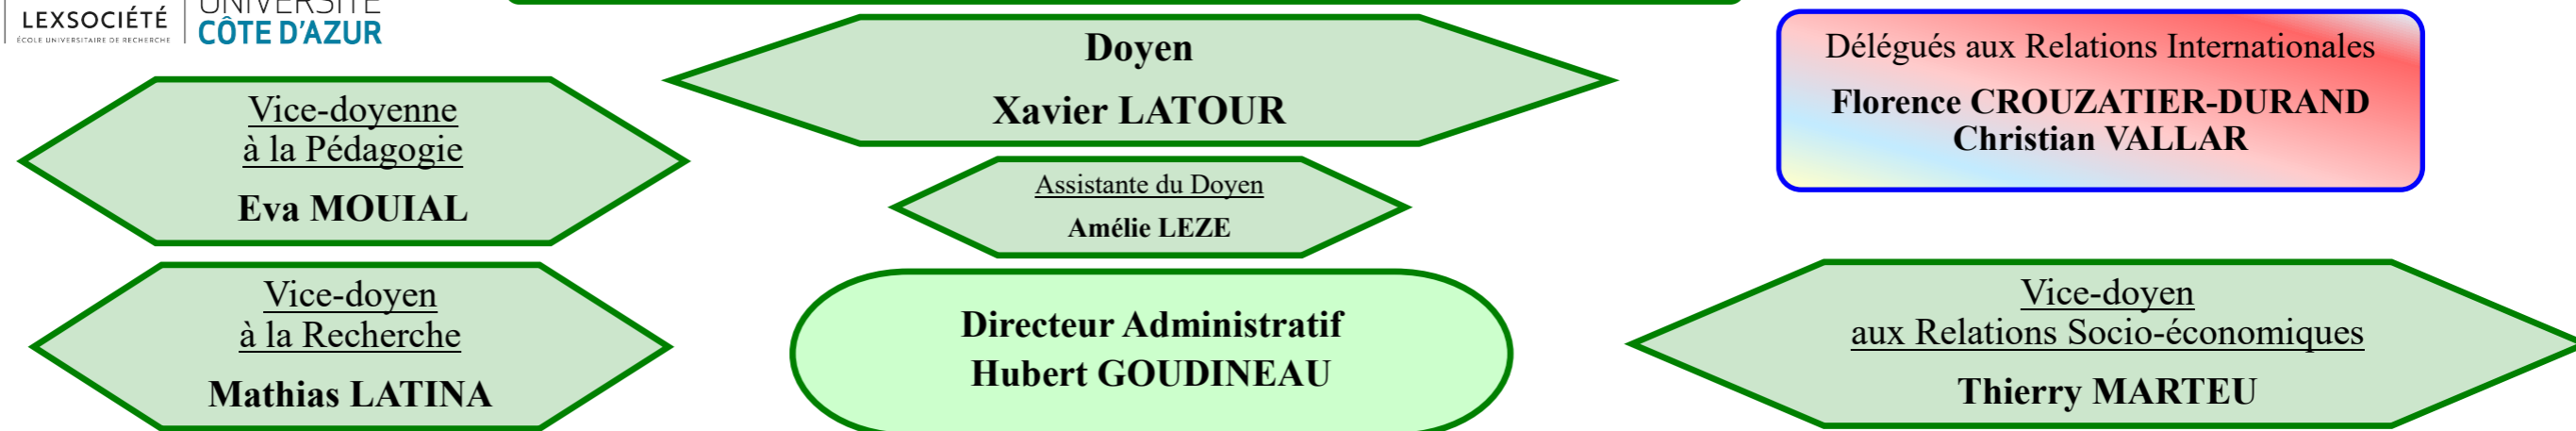 LEXSOCIÉTÉ
ÉCOLE UNIVERSITAIRE DE RECHERCHE
UNIVERSITÉ
CÔTE D'AZUR
Doyen
Xavier LATOUR
Délégués aux Relations Internationales
Florence CROUZATIER-DURAND
Christian VALLAR
Vice-doyenne
à la Pédagogie
Eva MOUIAL
Assistante du Doyen
Amélie LEZE
Vice-doyen
à la Recherche
Mathias LATINA
Directeur Administratif
Hubert GOUDINEAU
Vice-doyen
aux Relations Socio-économiques
Thierry MARTEU